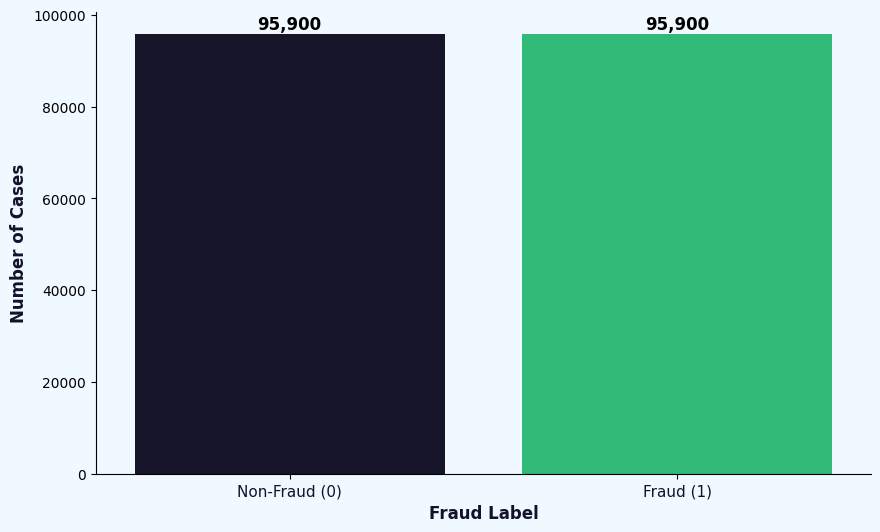 95,900
95,900
100000
80000
60000
40000
20000
0
Number of Cases
Non-Fraud (0)
Fraud (1)
Fraud Label